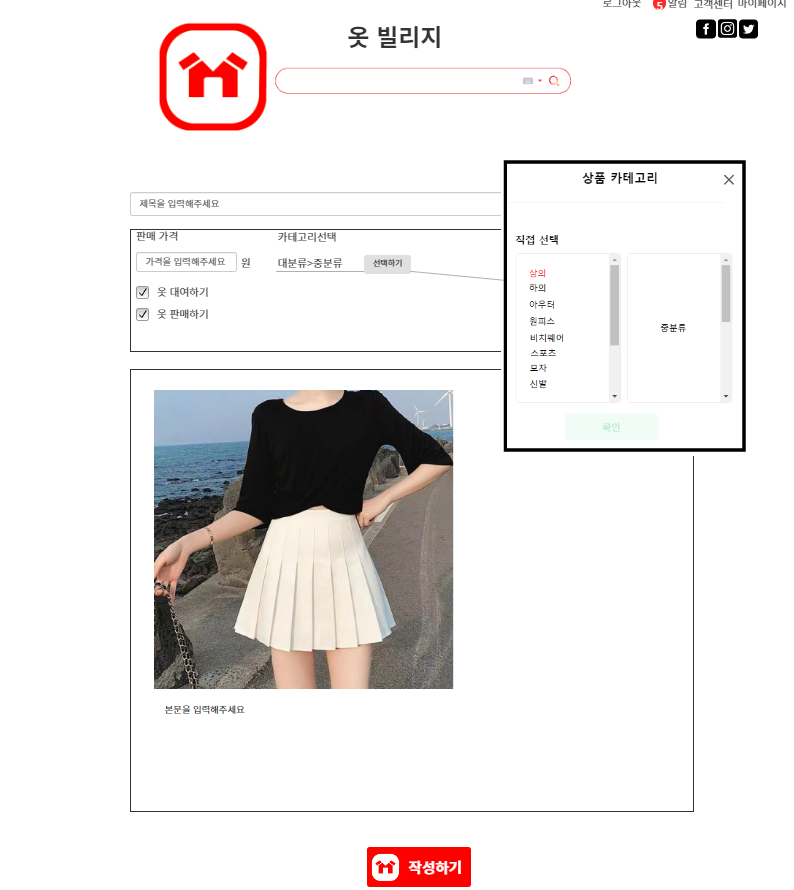 로그아웃 5 알림 고객센터 마이페이지
옷 빌리지
상품 카테고리
제목을 입력해주세요
판매 가격
카테고리선택
직접 선택
가격을 입력해주세요 원
대분류>중분류 선택하기
상의
하의
옷 대여하기
아우터
옷 판매하기
원피스
중분류
비치웨어
스포츠
모자
신발
확인
본문을 입력해주세요
작성하기